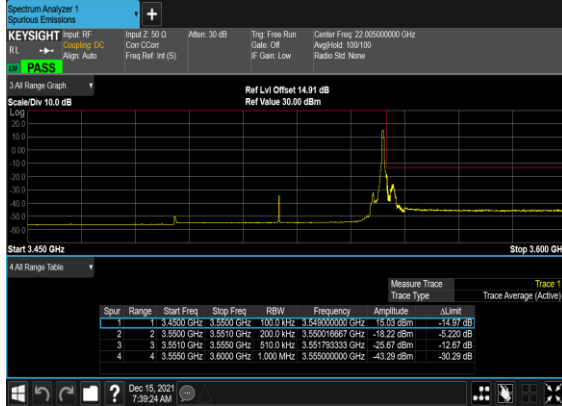 Spectrum Analyzer 1
Spurious Emissions
KEYSIGHT Input: RF Input Z: 50 Ω Atten: 30 dB Trig: Free Run Center Freq: 22.005000000 GHz
R L Coupling: DC Corr CCorr Gate: Off Avg|Hold: 100/100
Align: Auto Freq Ref: Int (S) IF Gain: Low Radio Std: None
PASS
3 All Range Graph
Ref Lvl Offset 14.91 dB
Scale/Div 10.0 dB Ref Value 30.00 dBm
Log
20.0
10.0
0.00
-10.0
-20.0
-30.0
-40.0
-50.0
-60.0
Start 3.450 GHz Stop 3.600 GH
4 All Range Table
Measure Trace Trace 1
Trace Type Trace Average (Active)
Spur Range Start Freq Stop Freq RBW Frequency Amplitude ΔLimit
1 1 3.4500 GHz 3.5500 GHz 100.0 kHz 3.549000000 GHz 15.03 dBm -14.97 dB
2 2 3.5500 GHz 3.5510 GHz 200.0 kHz 3.550016667 GHz -18.22 dBm -5.220 dB
3 3 3.5510 GHz 3.5550 GHz 510.0 kHz 3.551793333 GHz -25.67 dBm -12.67 dB
4 4 3.5550 GHz 3.6000 GHz 1.000 MHz 3.555000000 GHz -43.29 dBm -30.29 dB
Dec 15, 2021
7:39:24 AM